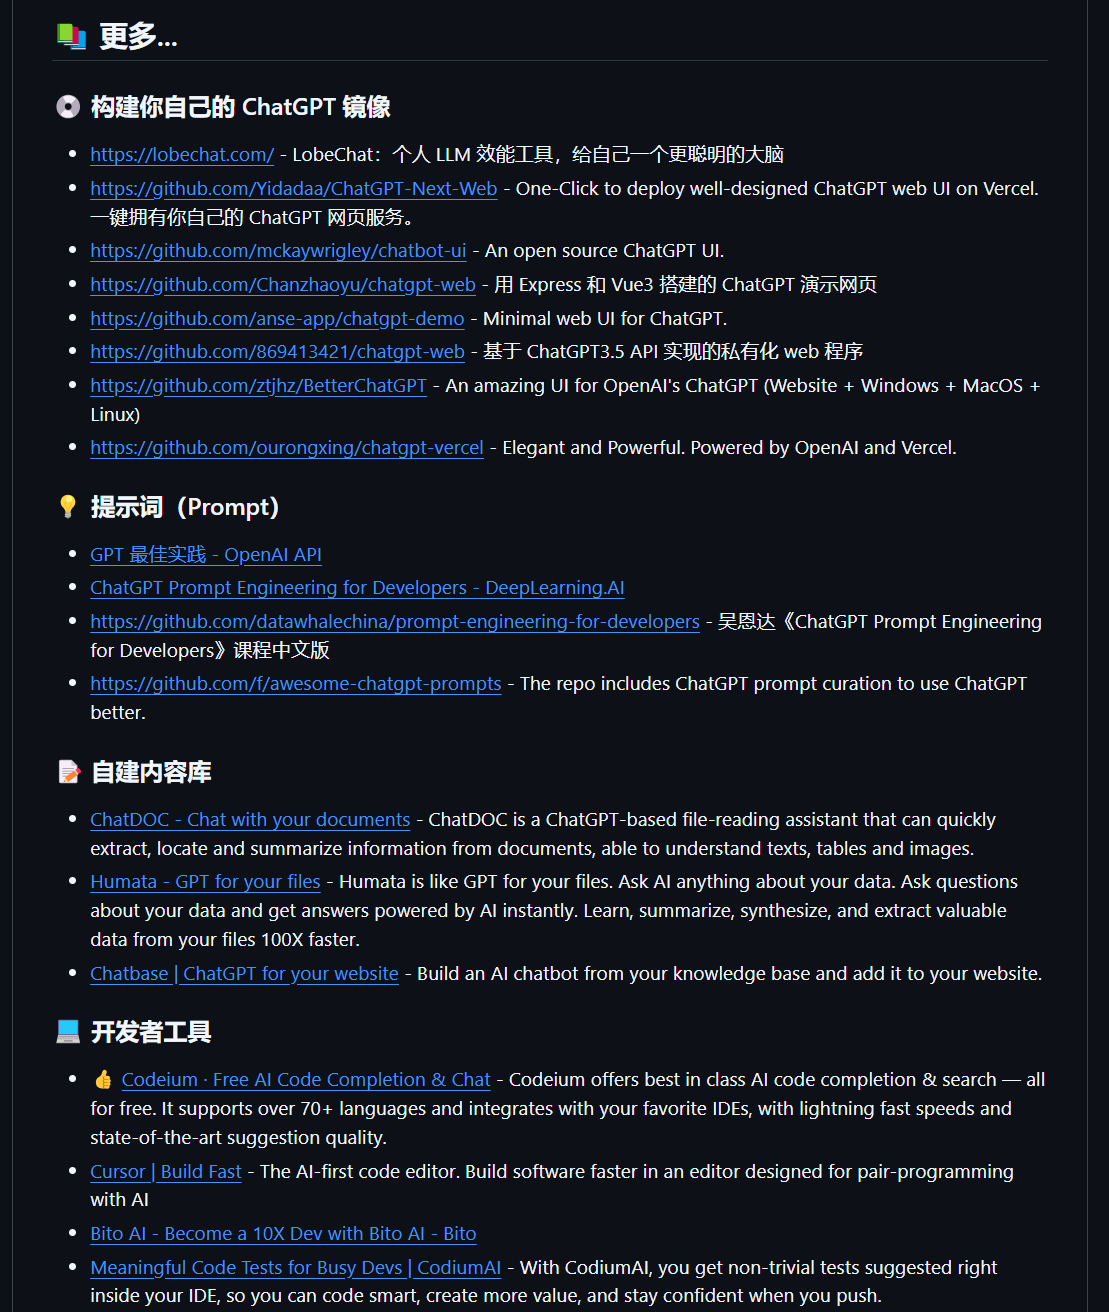 更多...
构建你自己的 ChatGPT 镜像
https://lobechat.com/ - LobeChat：个人 LLM 效能工具，给自己一个更聪明的大脑
https://github.com/Yidadaa/ChatGPT-Next-Web - One-Click to deploy well-designed ChatGPT web UI on Vercel.
一键拥有你自己的 ChatGPT 网页服务。
https://github.com/mckaywrigley/chatbot-ui - An open source ChatGPT UI.
https://github.com/Chanzhaoyu/chatgpt-web - 用 Express 和 Vue3 搭建的 ChatGPT 演示网页
https://github.com/anse-app/chatgpt-demo - Minimal web UI for ChatGPT.
https://github.com/869413421/chatgpt-web - 基于 ChatGPT3.5 API 实现的私有化 web 程序
https://github.com/ztjhz/BetterChatGPT - An amazing UI for OpenAI's ChatGPT (Website + Windows + MacOS +
Linux)
https://github.com/ourongxing/chatgpt-vercel - Elegant and Powerful. Powered by OpenAI and Vercel.
提示词（Prompt）
GPT 最佳实践 - OpenAI API
ChatGPT Prompt Engineering for Developers - DeepLearning.AI
https://github.com/datawhalechina/prompt-engineering-for-developers - 吴恩达《ChatGPT Prompt Engineering
for Developers》课程中文版
https://github.com/f/awesome-chatgpt-prompts - The repo includes ChatGPT prompt curation to use ChatGPT
better.
自建内容库
ChatDOC - Chat with your documents - ChatDOC is a ChatGPT-based file-reading assistant that can quickly
extract, locate and summarize information from documents, able to understand texts, tables and images.
Humata - GPT for your files - Humata is like GPT for your files. Ask AI anything about your data. Ask questions
about your data and get answers powered by AI instantly. Learn, summarize, synthesize, and extract valuable
data from your files 100X faster.
Chatbase | ChatGPT for your website - Build an AI chatbot from your knowledge base and add it to your website.
开发者工具
👍 Codeium · Free AI Code Completion & Chat - Codeium offers best in class AI code completion & search — all
for free. It supports over 70+ languages and integrates with your favorite IDEs, with lightning fast speeds and
state-of-the-art suggestion quality.
Cursor | Build Fast - The AI-first code editor. Build software faster in an editor designed for pair-programming
with AI
Bito AI - Become a 10X Dev with Bito AI - Bito
Meaningful Code Tests for Busy Devs | CodiumAI - With CodiumAI, you get non-trivial tests suggested right
inside your IDE, so you can code smart, create more value, and stay confident when you push.